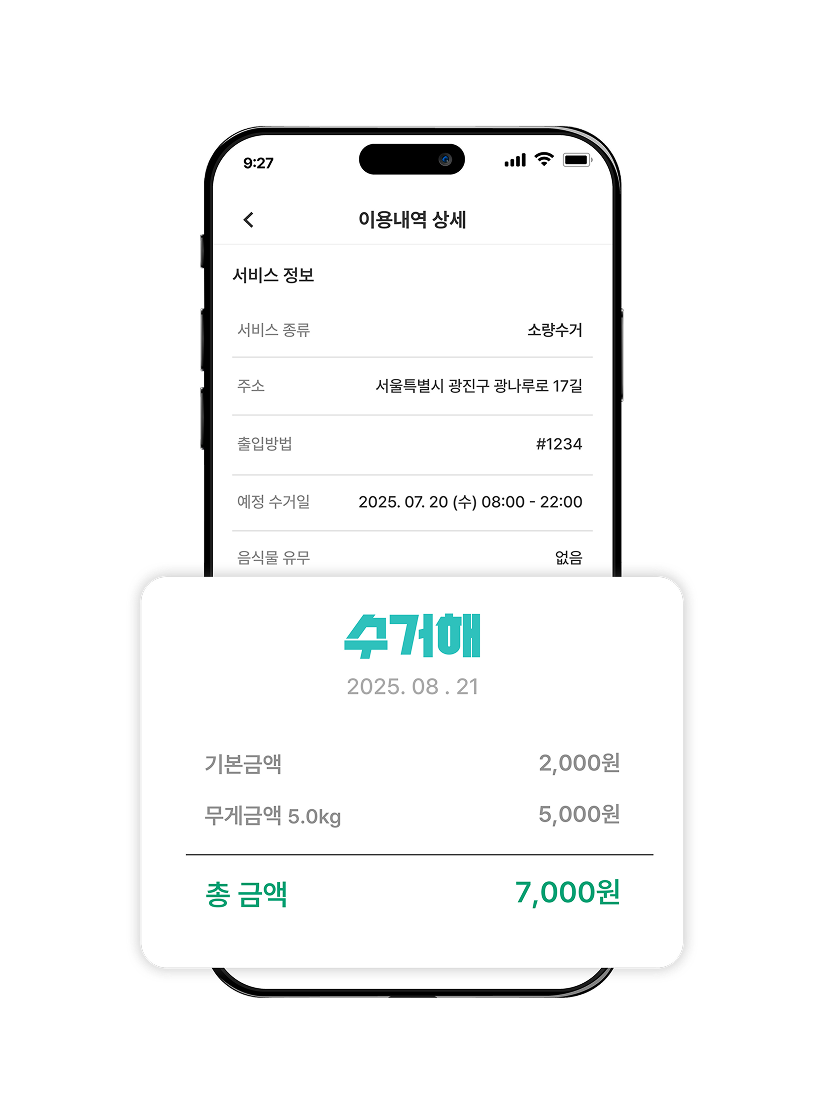 9:27
이용내역 상세
서비스 정보
서비스 종류 소량수거
주소 서울특별시 광진구 광나루로 17길
출입방법 #1234
예정 수거일 2025. 07. 20 (수) 08:00 - 22:00
음식물 유무 없음
수거해
2025. 08 . 21
기본금액 2,000원
무게금액 5.0kg 5,000원
총 금액 7,000원